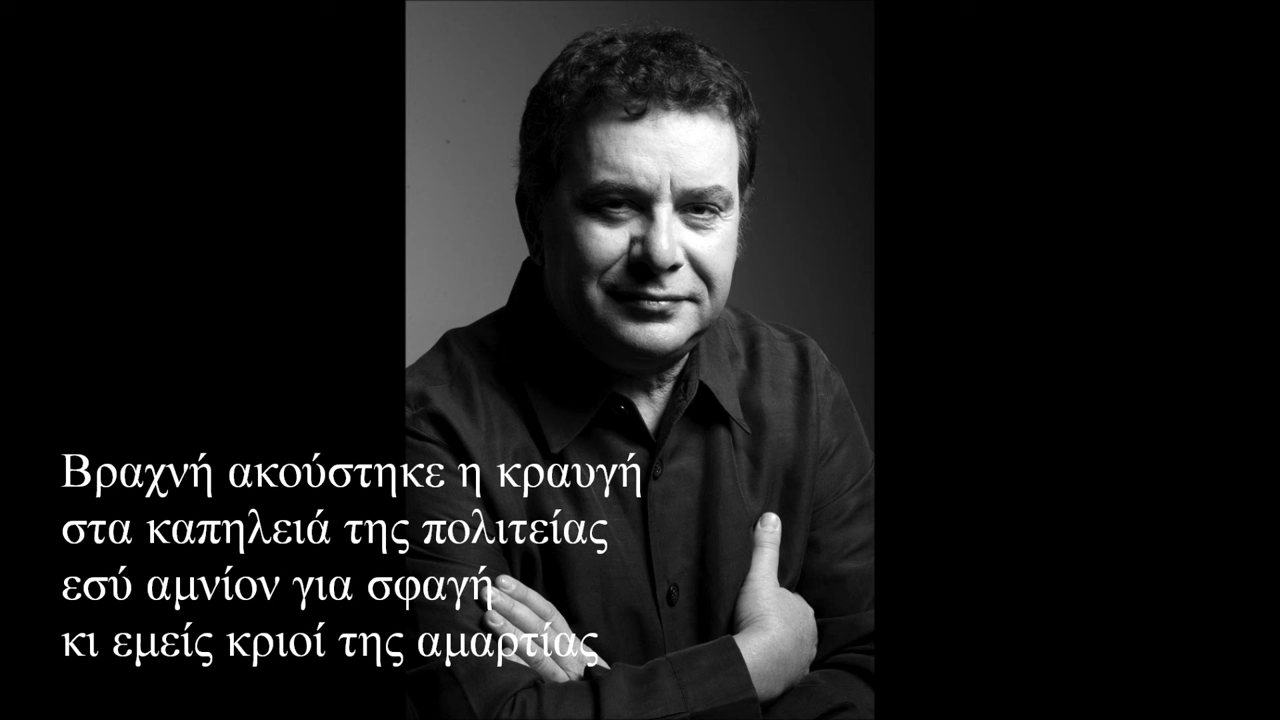 Βραχνή ακούστηκε η κραυγή
στα καπηλειά της πολιτείας
εσύ αμνίον για σφαγή
κι εμείς κριοί της αμαρτίας